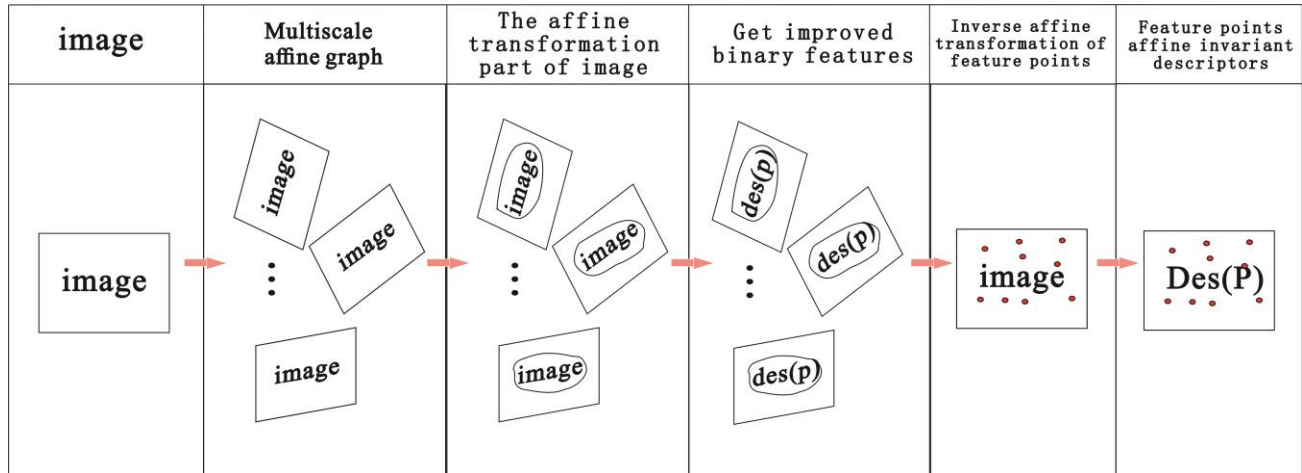 image
Multiscale
affine graph
The affine
transformation
part of image
Get improved
binary features
Inverse affine
transformation of
feature points
Feature points
affine invariant
descriptors
image
image
image
image
image
image
image
des(p)
des(p)
des(p)
image
Des(P)